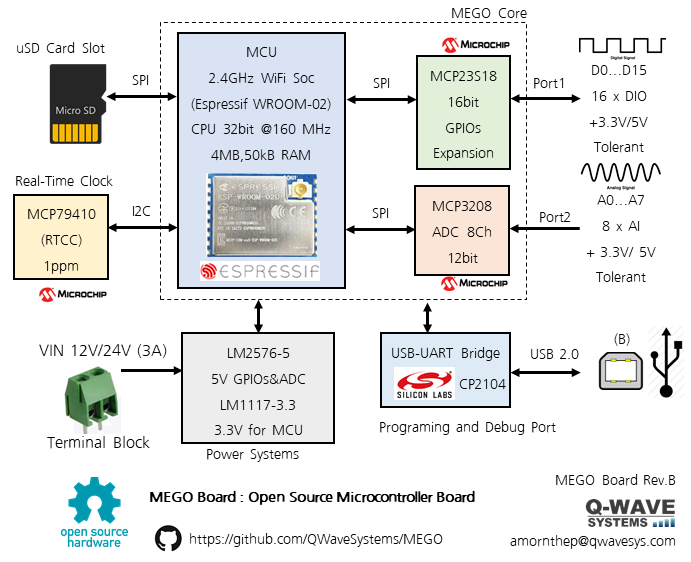 MEGO Core
uSD Card Slot
Micro SD
SPI
MCU
2.4GHz WiFi Soc
(Espressif WROOM-02)
CPU 32bit @160 MHz
4MB,50kB RAM
ESPRESSIF
ESP-WROOM-02U
ESPRESSIF
SPI
MICROCHIP
MCP23S18
16bit
GPIOs
Expansion
Port1
Digital Signal
D0...D15
16 x DIO
+3.3V/5V
Tolerant
Real-Time Clock
MCP79410
(RTCC)
1ppm
MICROCHIP
I2C
SPI
MCP3208
ADC 8Ch
12bit
MICROCHIP
Port2
Analog Signal
A0...A7
8 x AI
+ 3.3V/ 5V
Tolerant
VIN 12V/24V (3A)
Terminal Block
LM2576-5
5V GPIOs&ADC
LM1117-3.3
3.3V for MCU
Power Systems
USB-UART Bridge
SILICON LABS
CP2104
Programing and Debug Port
USB 2.0
(B)
open source
hardware
MEGO Board : Open Source Microcontroller Board
https://github.com/QWaveSystems/MEGO
MEGO Board Rev.B
Q-WAVE
SYSTEMS
amornthep@qwavesys.com